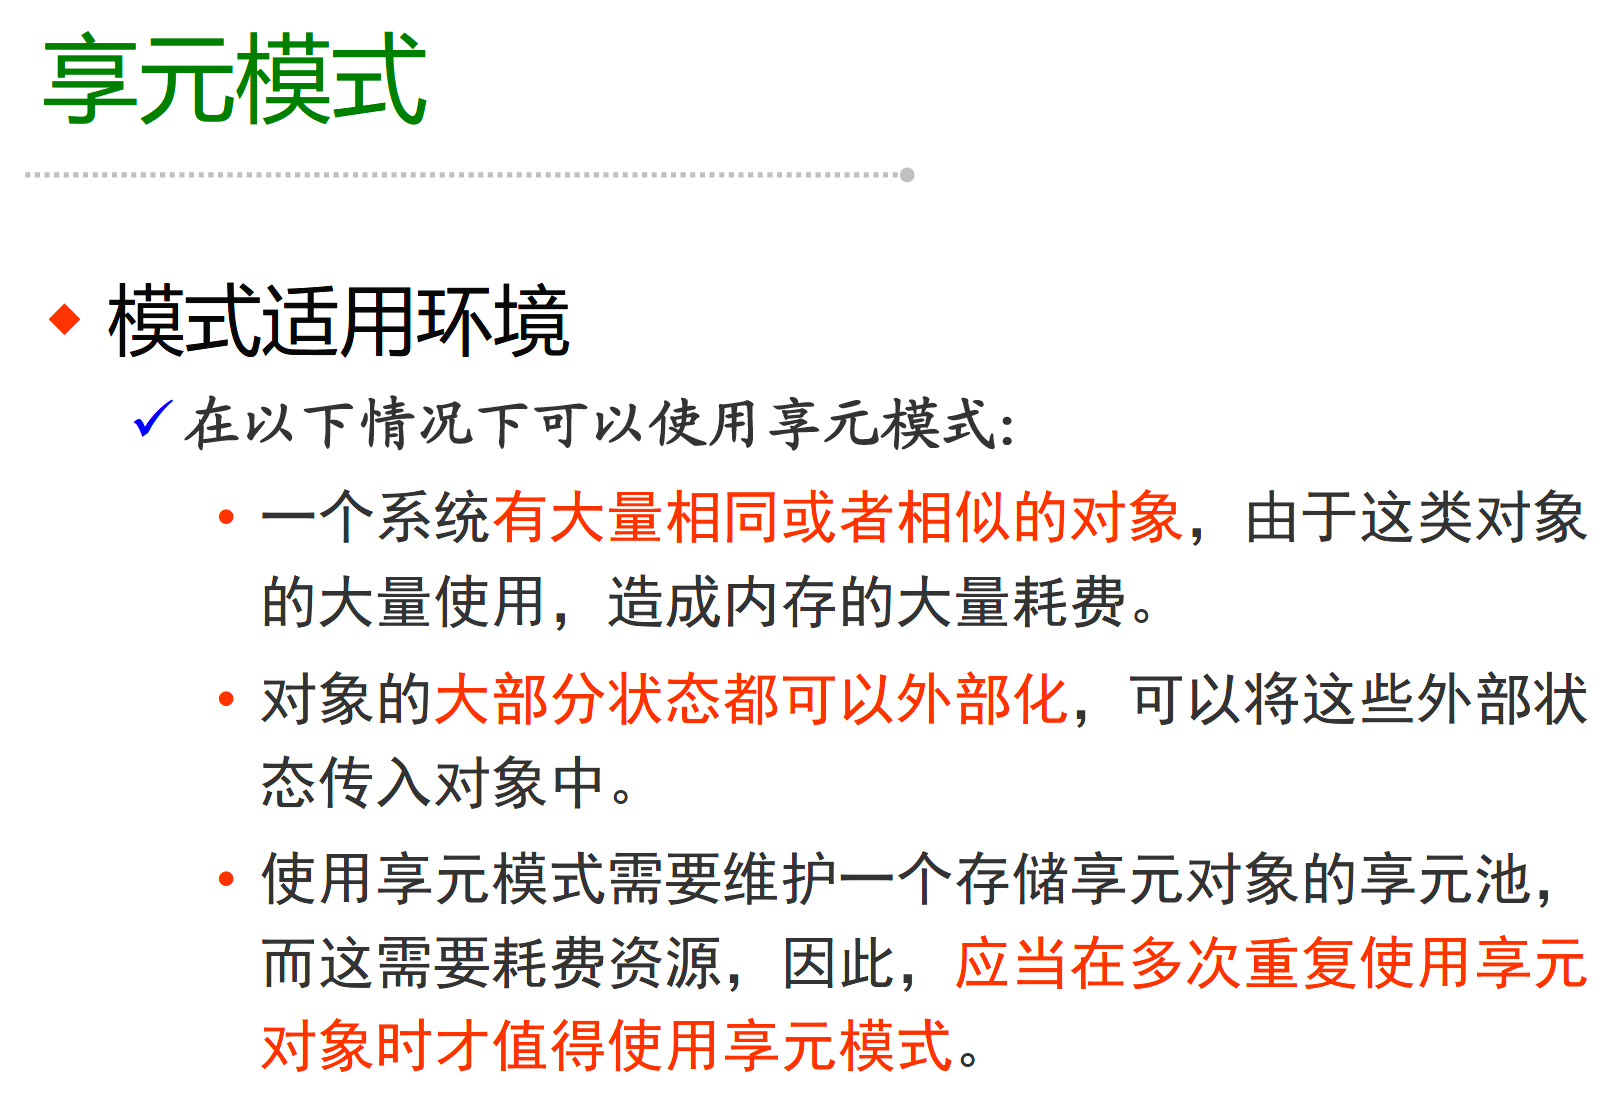 享元模式
模式适用环境
在以下情况下可以使用享元模式:
一个系统有大量相同或者相似的对象，由于这类对象
的大量使用，造成内存的大量耗费。
对象的大部分状态都可以外部化，可以将这些外部状
态传入对象中。
使用享元模式需要维护一个存储享元对象的享元池，
而这需要耗费资源，因此，应当在多次重复使用享元
对象时才值得使用享元模式。